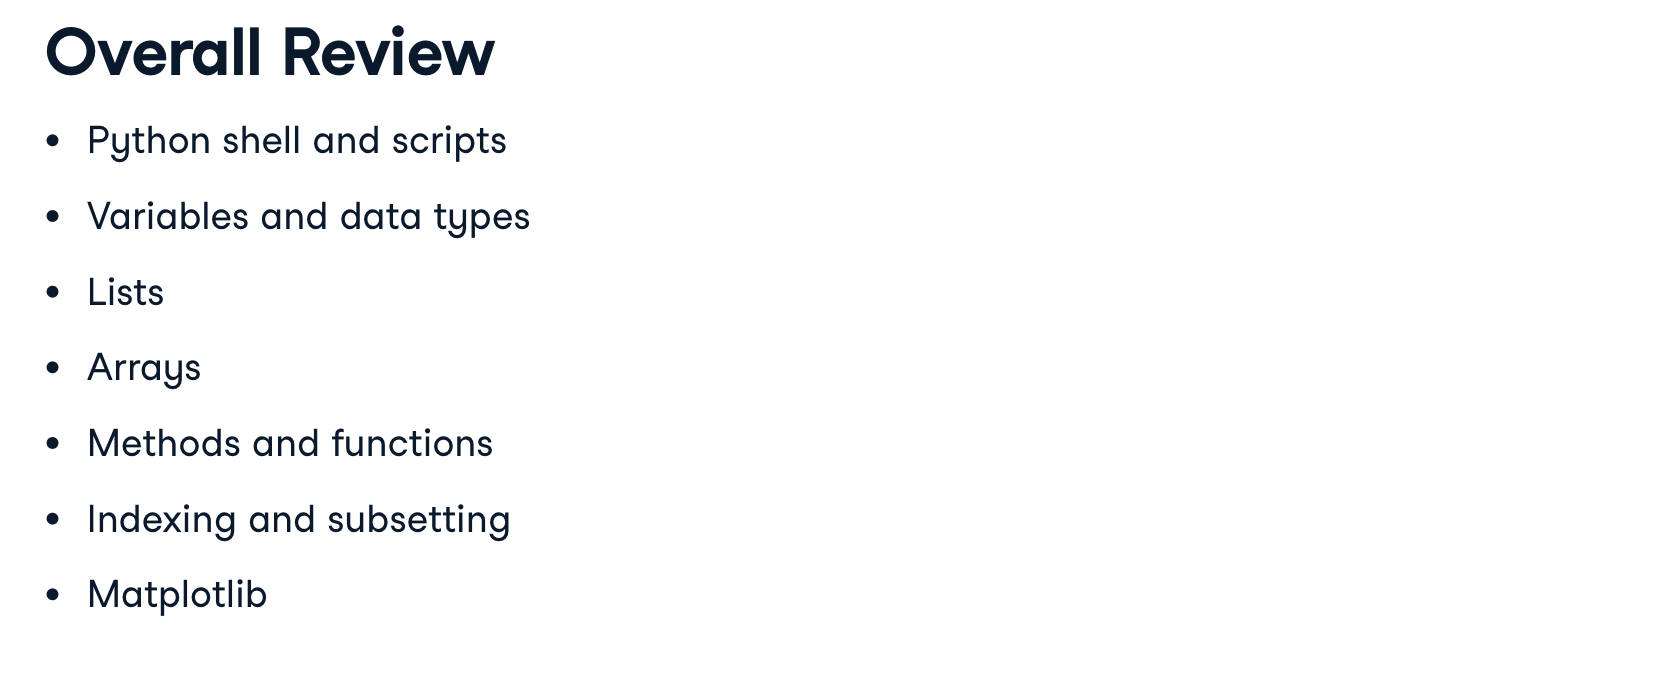 Overall Review
• Python shell and scripts
• Variables and data types
• Lists
• Arrays
• Methods and functions
• Indexing and subsetting
• Matplotlib